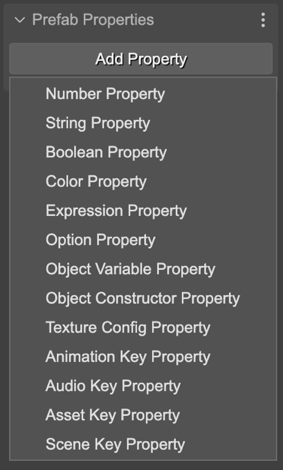 Prefab Properties
Add Property
Number Property
String Property
Boolean Property
Color Property
Expression Property
Option Property
Object Variable Property
Object Constructor Property
Texture Config Property
Animation Key Property
Audio Key Property
Asset Key Property
Scene Key Property